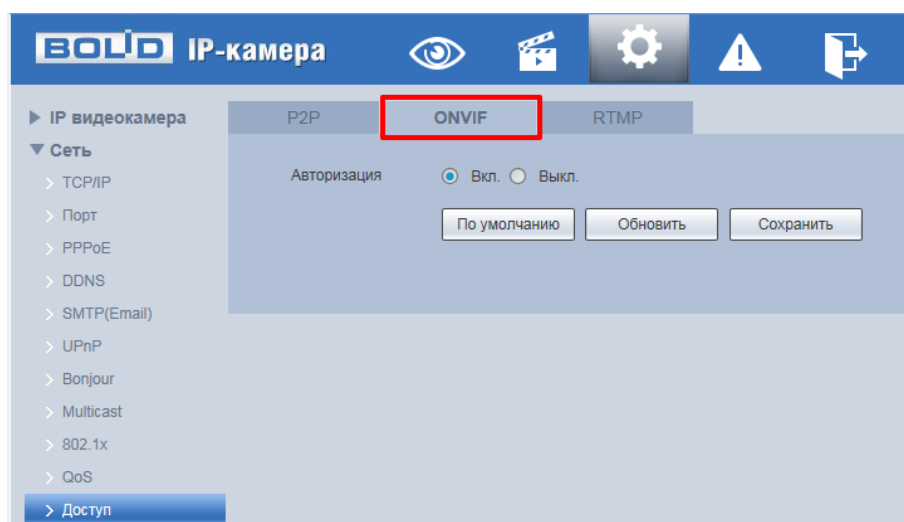 BOLID IP-камера
IP видеокамера
Сеть
TCP/IP
Порт
PPPoE
DDNS
SMTP(Email)
UPnP
Bonjour
Multicast
802.1x
QoS
Доступ
P2P ONVIF RTMP
Авторизация Вкл. Выкл.
По умолчанию Обновить Сохранить